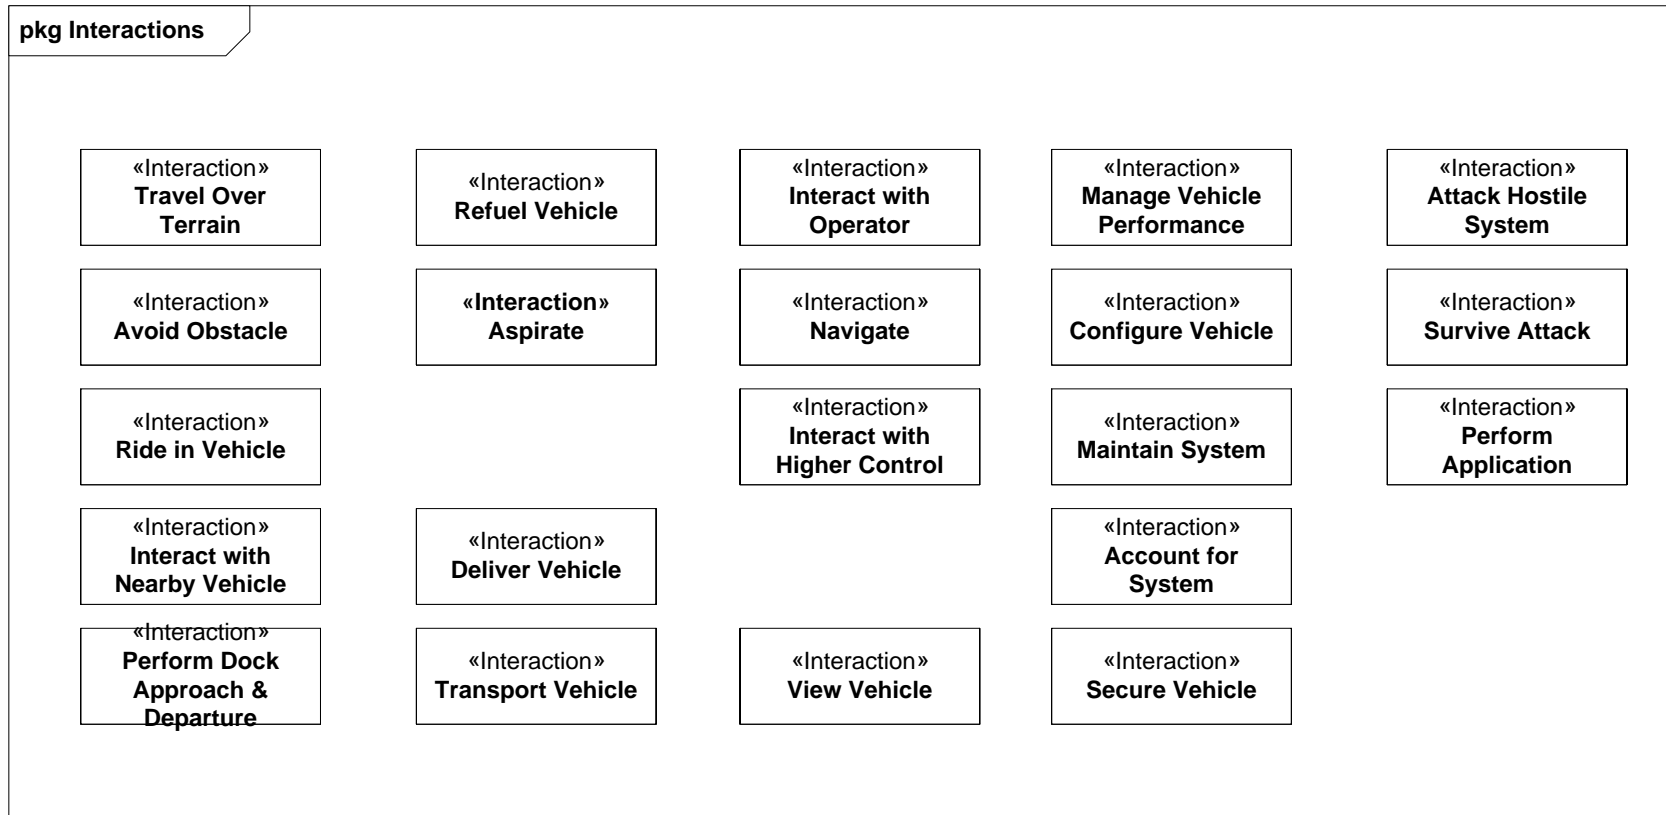 pkg Interactions
«Interaction»
Travel Over
Terrain
«Interaction»
Refuel Vehicle
«Interaction»
Interact with
Operator
«Interaction»
Manage Vehicle
Performance
«Interaction»
Attack Hostile
System
«Interaction»
Avoid Obstacle
«Interaction»
Aspirate
«Interaction»
Navigate
«Interaction»
Configure Vehicle
«Interaction»
Survive Attack
«Interaction»
Ride in Vehicle
«Interaction»
Interact with
Higher Control
«Interaction»
Maintain System
«Interaction»
Perform
Application
«Interaction»
Interact with
Nearby Vehicle
«Interaction»
Deliver Vehicle
«Interaction»
Account for
System
«Interaction»
Perform Dock
Approach &
Departure
«Interaction»
Transport Vehicle
«Interaction»
View Vehicle
«Interaction»
Secure Vehicle